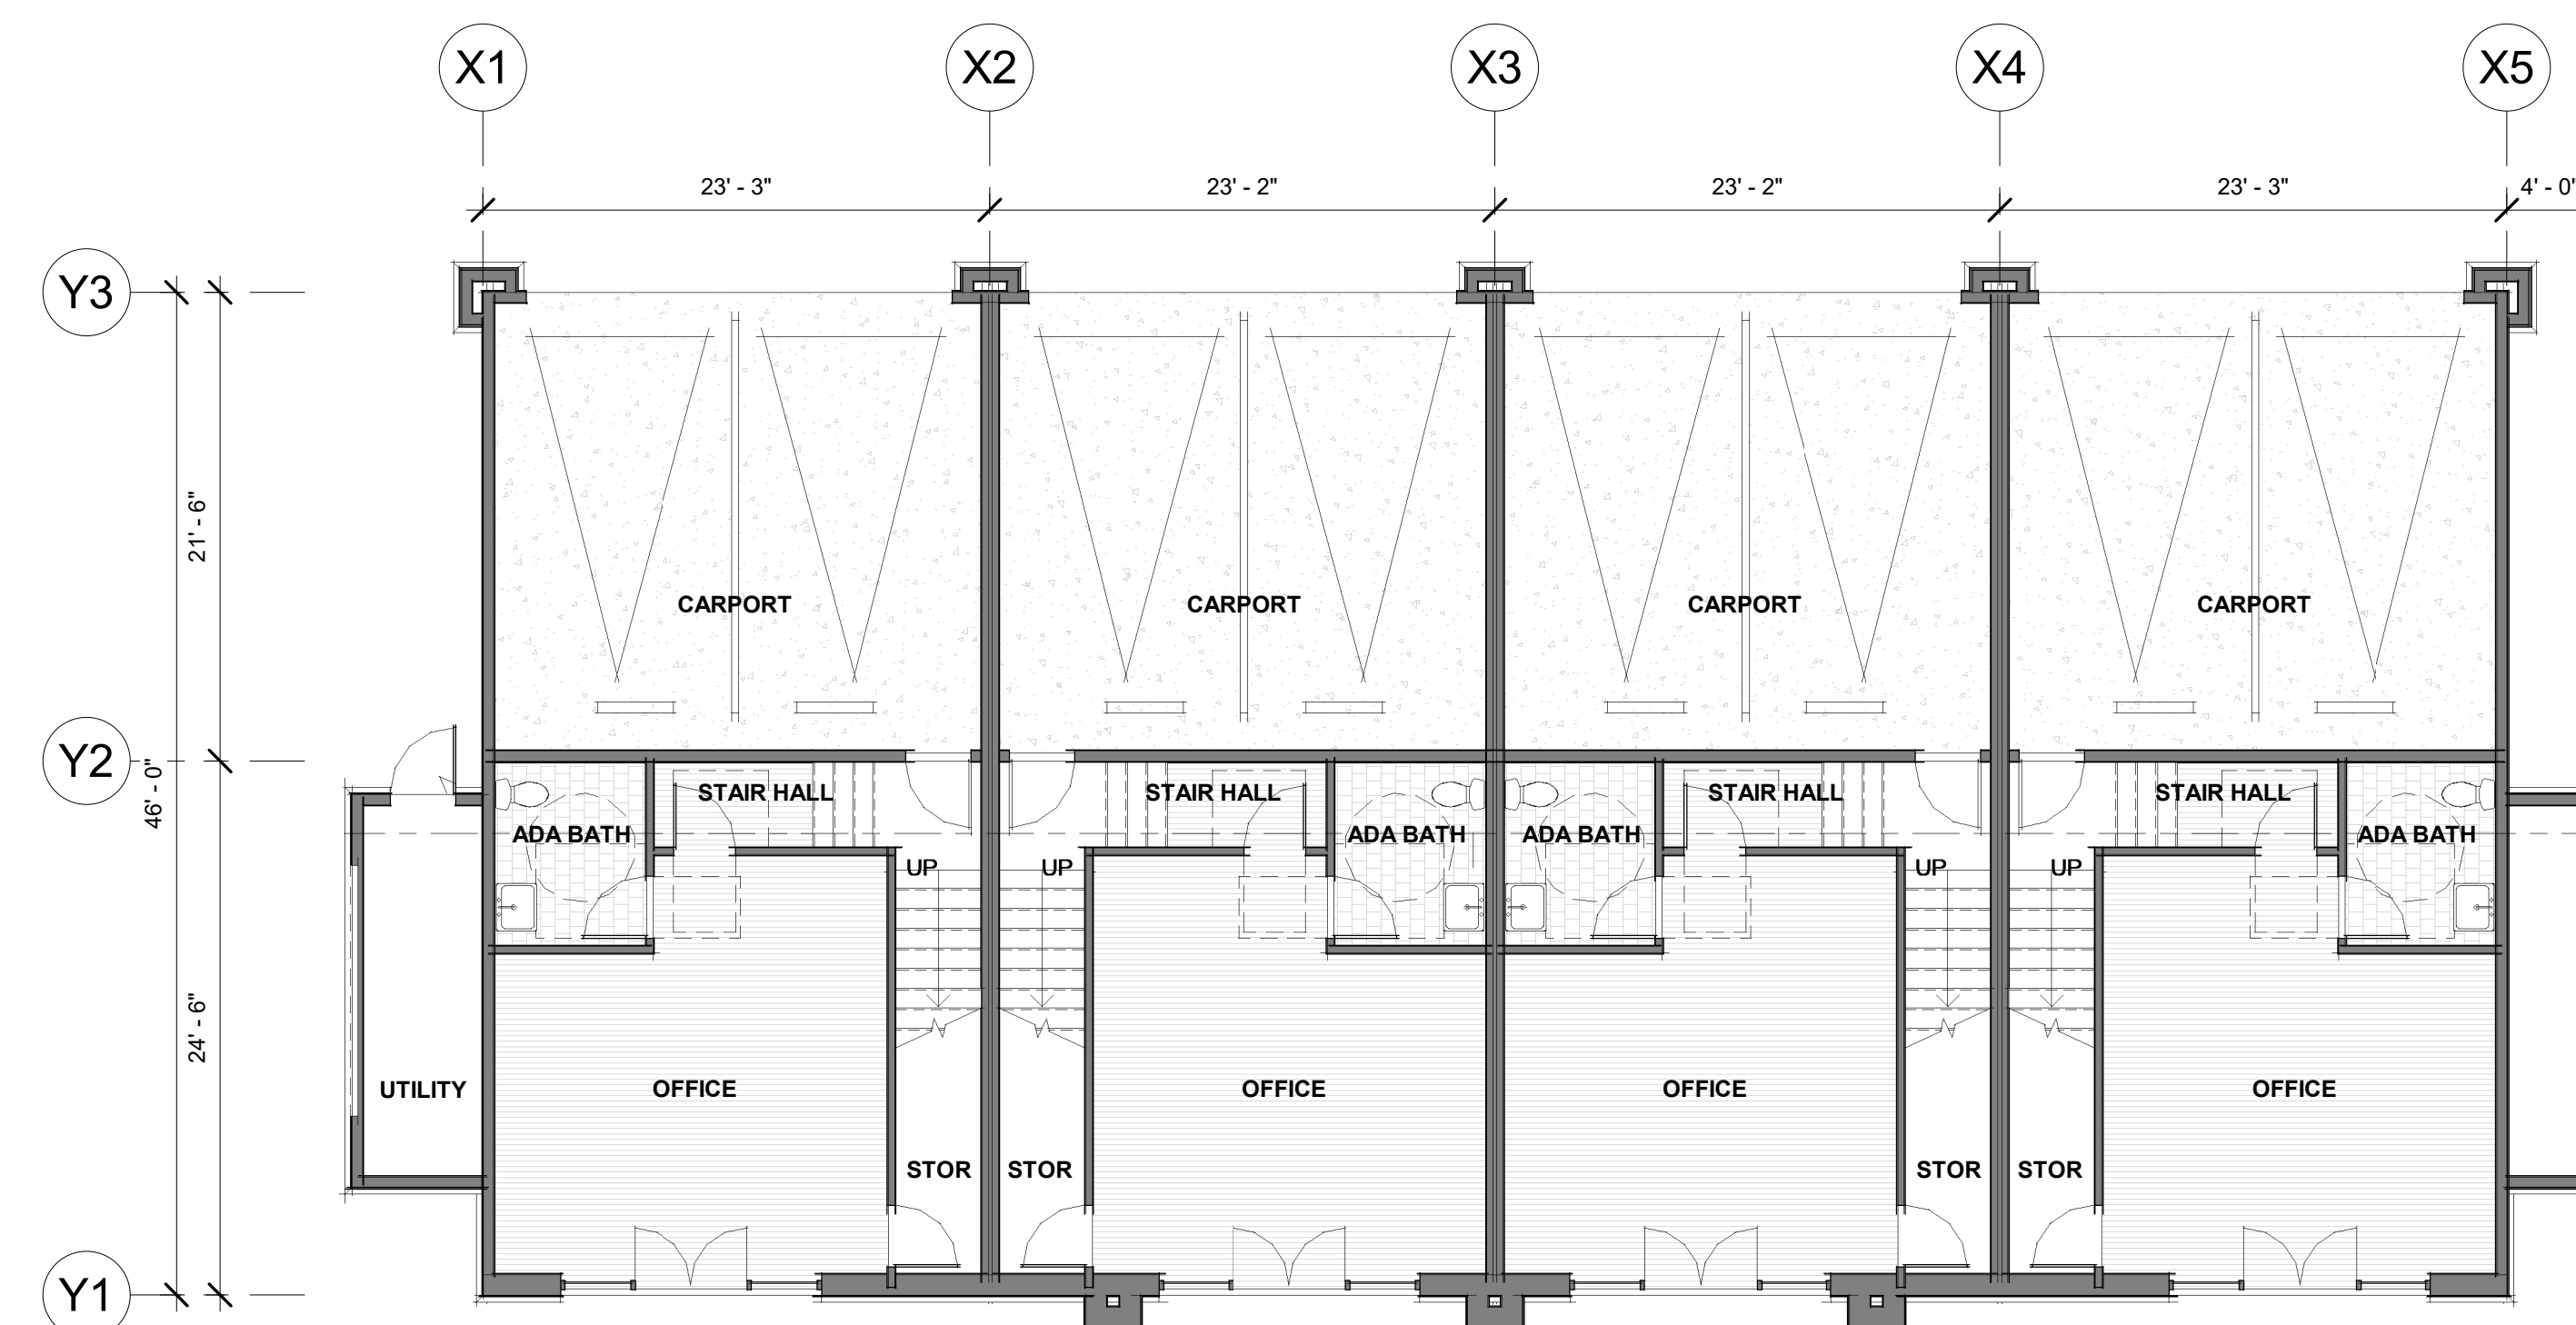 X1 X2 X3 X4 X5
23' - 3" 23' - 2" 23' - 2" 23' - 3" 4' - 0"
Y3
21' - 6"
CARPORT CARPORT CARPORT CARPORT
Y2
46' - 0"
STAIR HALL STAIR HALL STAIR HALL STAIR HALL
ADA BATH ADA BATH ADA BATH ADA BATH
UP UP UP UP
24' - 6"
UTILITY OFFICE OFFICE OFFICE OFFICE
STOR STOR STOR STOR
Y1